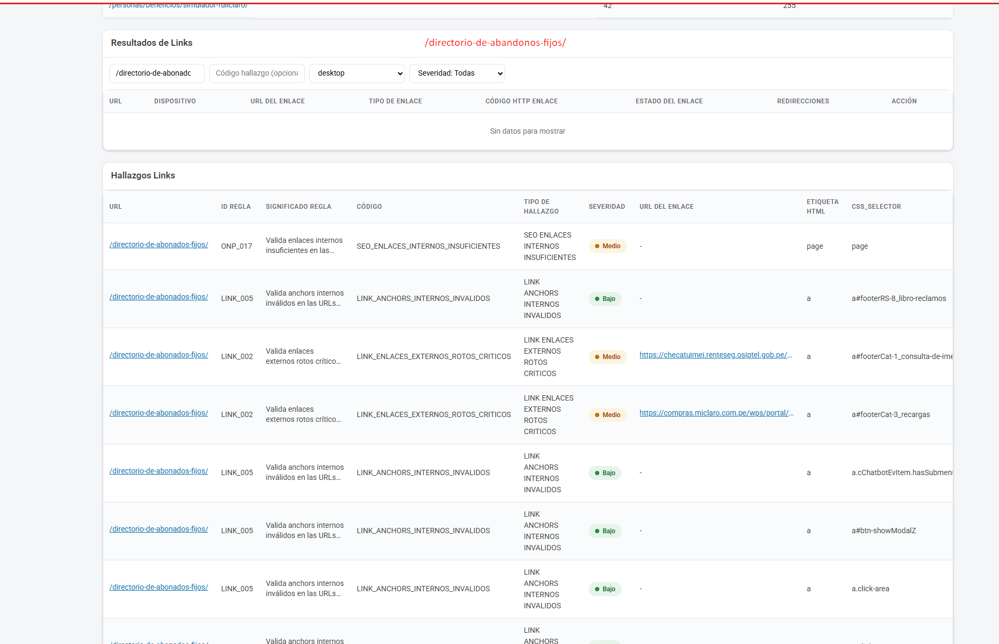 /personas/beneficios/simulador-fullclaro/ 42 255
Resultados de Links /directorio-de-abandonos-fijos/
/directorio-de-abonadc Código hallazgo (opciona desktop Severidad: Todas
URL DISPOSITIVO URL DEL ENLACE TIPO DE ENLACE CÓDIGO HTTP ENLACE ESTADO DEL ENLACE REDIRECCIONES ACCIÓN
Sin datos para mostrar
Hallazgos Links
URL ID REGLA SIGNIFICADO REGLA CÓDIGO TIPO DE HALLAZGO SEVERIDAD URL DEL ENLACE ETIQUETA HTML CSS_SELECTOR
/directorio-de-abonados-fijos/ ONP_017 Valida enlaces internos insuficientes en las... SEO_ENLACES_INTERNOS_INSUFICIENTES SEO ENLACES INTERNOS INSUFICIENTES Medio - page page
/directorio-de-abonados-fijos/ LINK_005 Valida anchors internos inválidos en las URLs... LINK_ANCHORS_INTERNOS_INVALIDOS LINK ANCHORS INTERNOS INVALIDOS Bajo - a a#footerRS-8_libro-reclamos
/directorio-de-abonados-fijos/ LINK_002 Valida enlaces externos rotos crítico... LINK_ENLACES_EXTERNOS_ROTOS_CRITICOS LINK ENLACES EXTERNOS ROTOS CRITICOS Medio https://checatuimei.renteseg.osiptel.gob.pe/... a a#footerCat-1_consulta-de-ime
/directorio-de-abonados-fijos/ LINK_002 Valida enlaces externos rotos crítico... LINK_ENLACES_EXTERNOS_ROTOS_CRITICOS LINK ENLACES EXTERNOS ROTOS CRITICOS Medio https://compras.miclaro.com.pe/wps/portal/... a a#footerCat-3_recargas
/directorio-de-abonados-fijos/ LINK_005 Valida anchors internos inválidos en las URLs... LINK_ANCHORS_INTERNOS_INVALIDOS LINK ANCHORS INTERNOS INVALIDOS Bajo - a a.cChatbotEvItem.hasSubmenu
/directorio-de-abonados-fijos/ LINK_005 Valida anchors internos inválidos en las URLs... LINK_ANCHORS_INTERNOS_INVALIDOS LINK ANCHORS INTERNOS INVALIDOS Bajo - a a#btn-showModalZ
/directorio-de-abonados-fijos/ LINK_005 Valida anchors internos inválidos en las URLs... LINK_ANCHORS_INTERNOS_INVALIDOS LINK ANCHORS INTERNOS INVALIDOS Bajo - a a.click-area
Valida anchors internos LINK ANCHORS